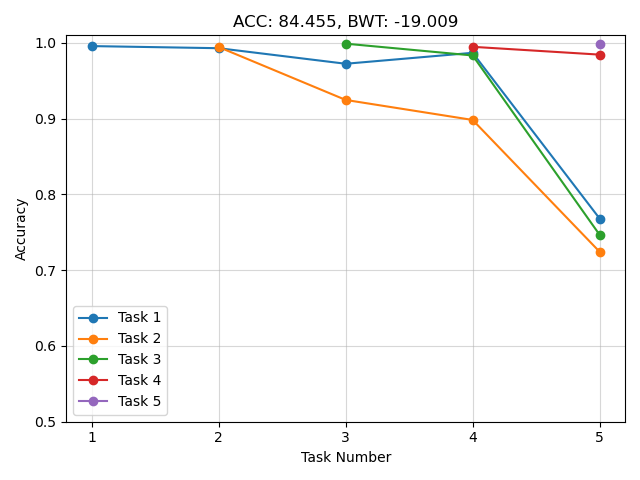 ACC: 84.455, BWT: -19.009
1.0
0.9
0.8
0.7
0.6
0.5
Accuracy
Task 1
Task 2
Task 3
Task 4
Task 5
1 2 3 4 5
Task Number